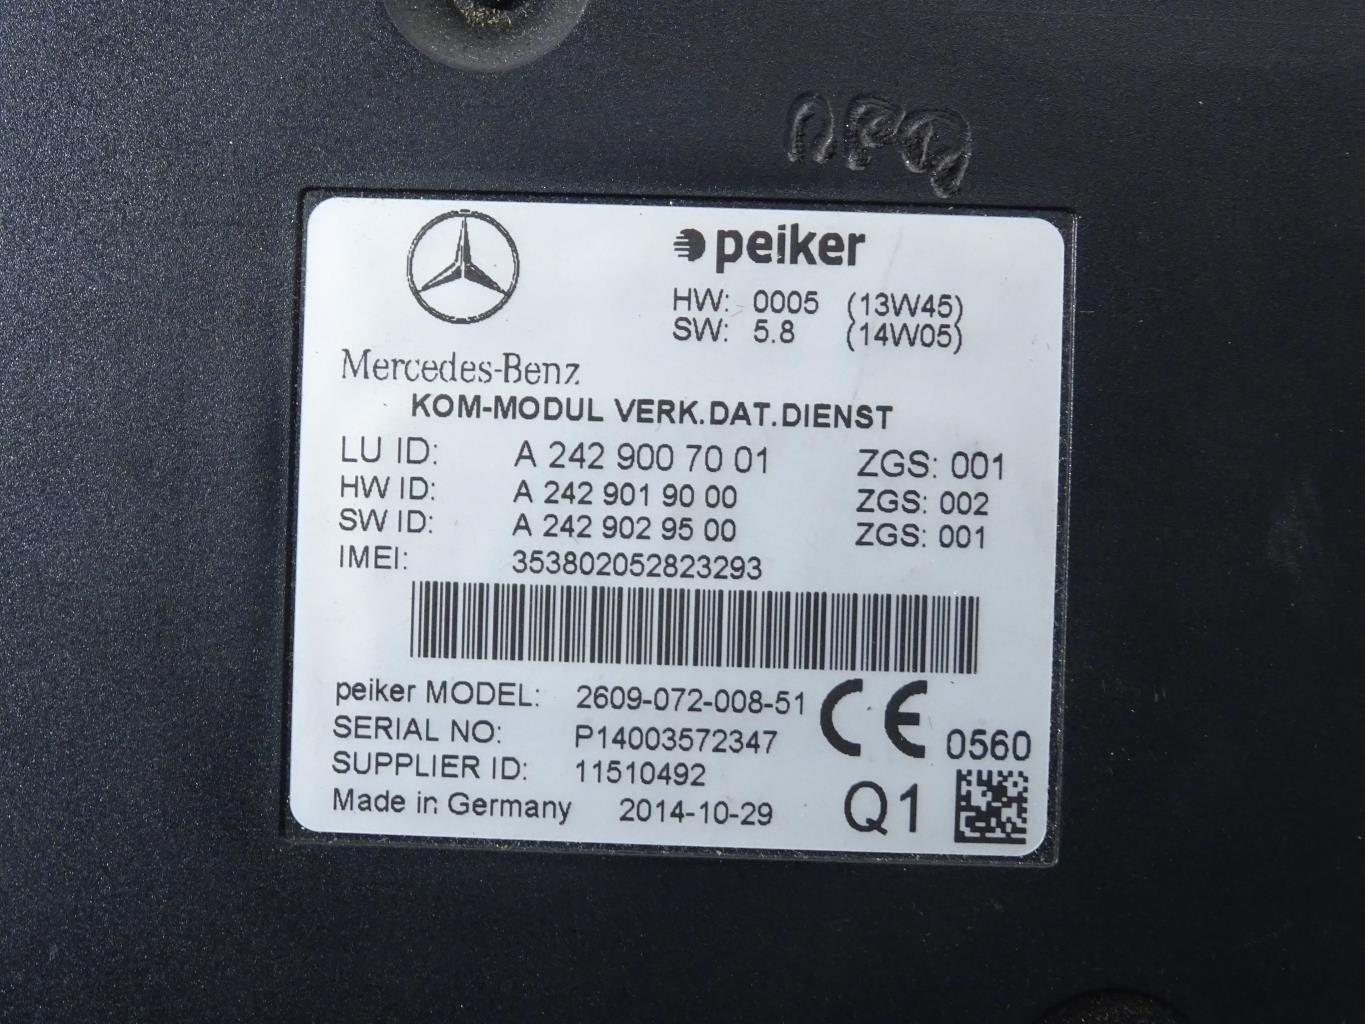 peiker
HW: 0005 (13W45)
SW: 5.8 (14W05)
Mercedes-Benz
KOM-MODUL VERK.DAT.DIENST
LU ID: A 242 900 70 01 ZGS: 001
HW ID: A 242 901 90 00 ZGS: 002
SW ID: A 242 902 95 00 ZGS: 001
IMEI: 353802052823293
peiker MODEL: 2609-072-008-51
SERIAL NO: P14003572347
SUPPLIER ID: 11510492
CE 0560
Made in Germany 2014-10-29 Q1